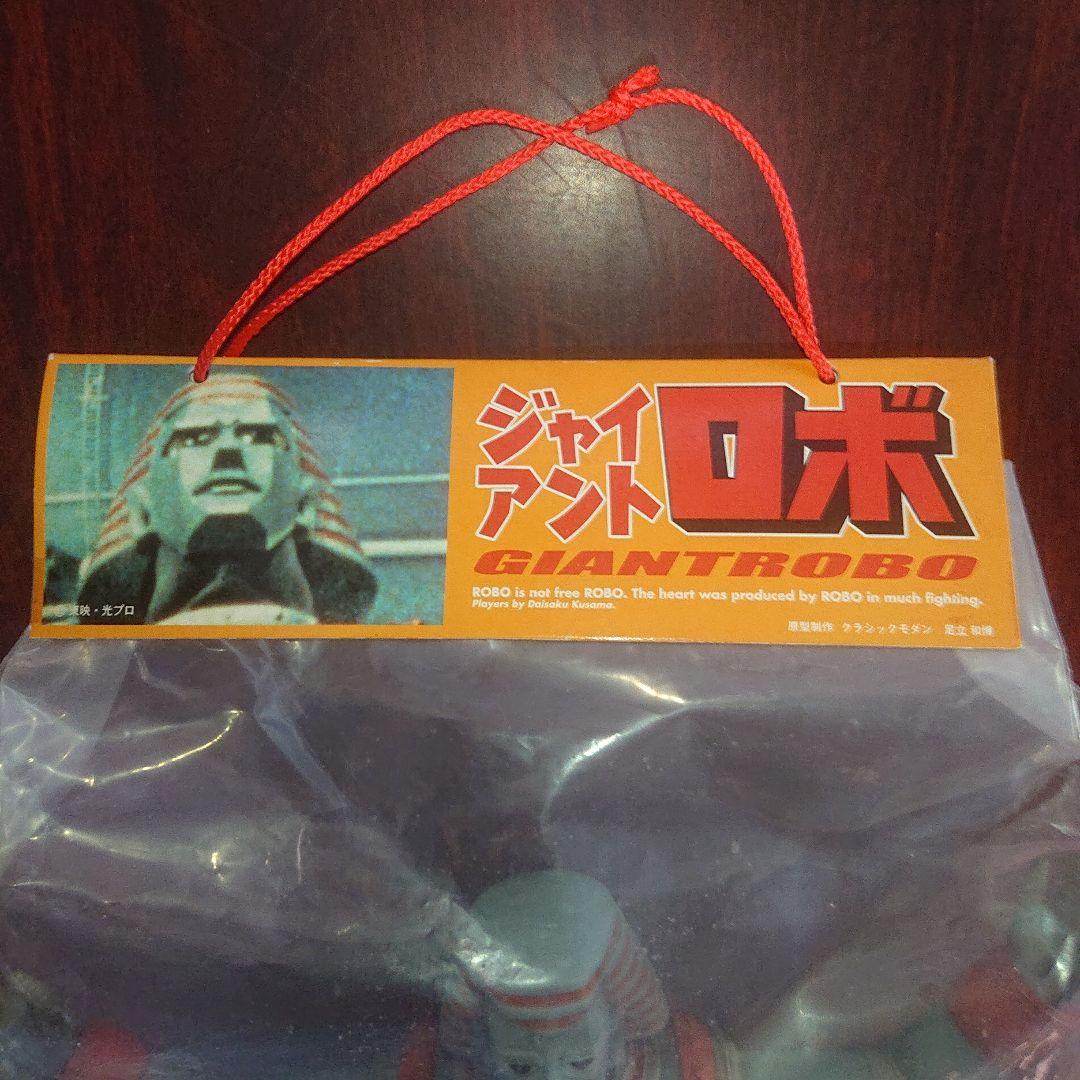 ジャイ
アント
ロボ
GIANTROBO
ROBO is not free ROBO. The heart was produced by ROBO in much fighting.
Players by Daisaku Kusama.
原型制作 クラシックモダン 足立 和博
東映・光プロ